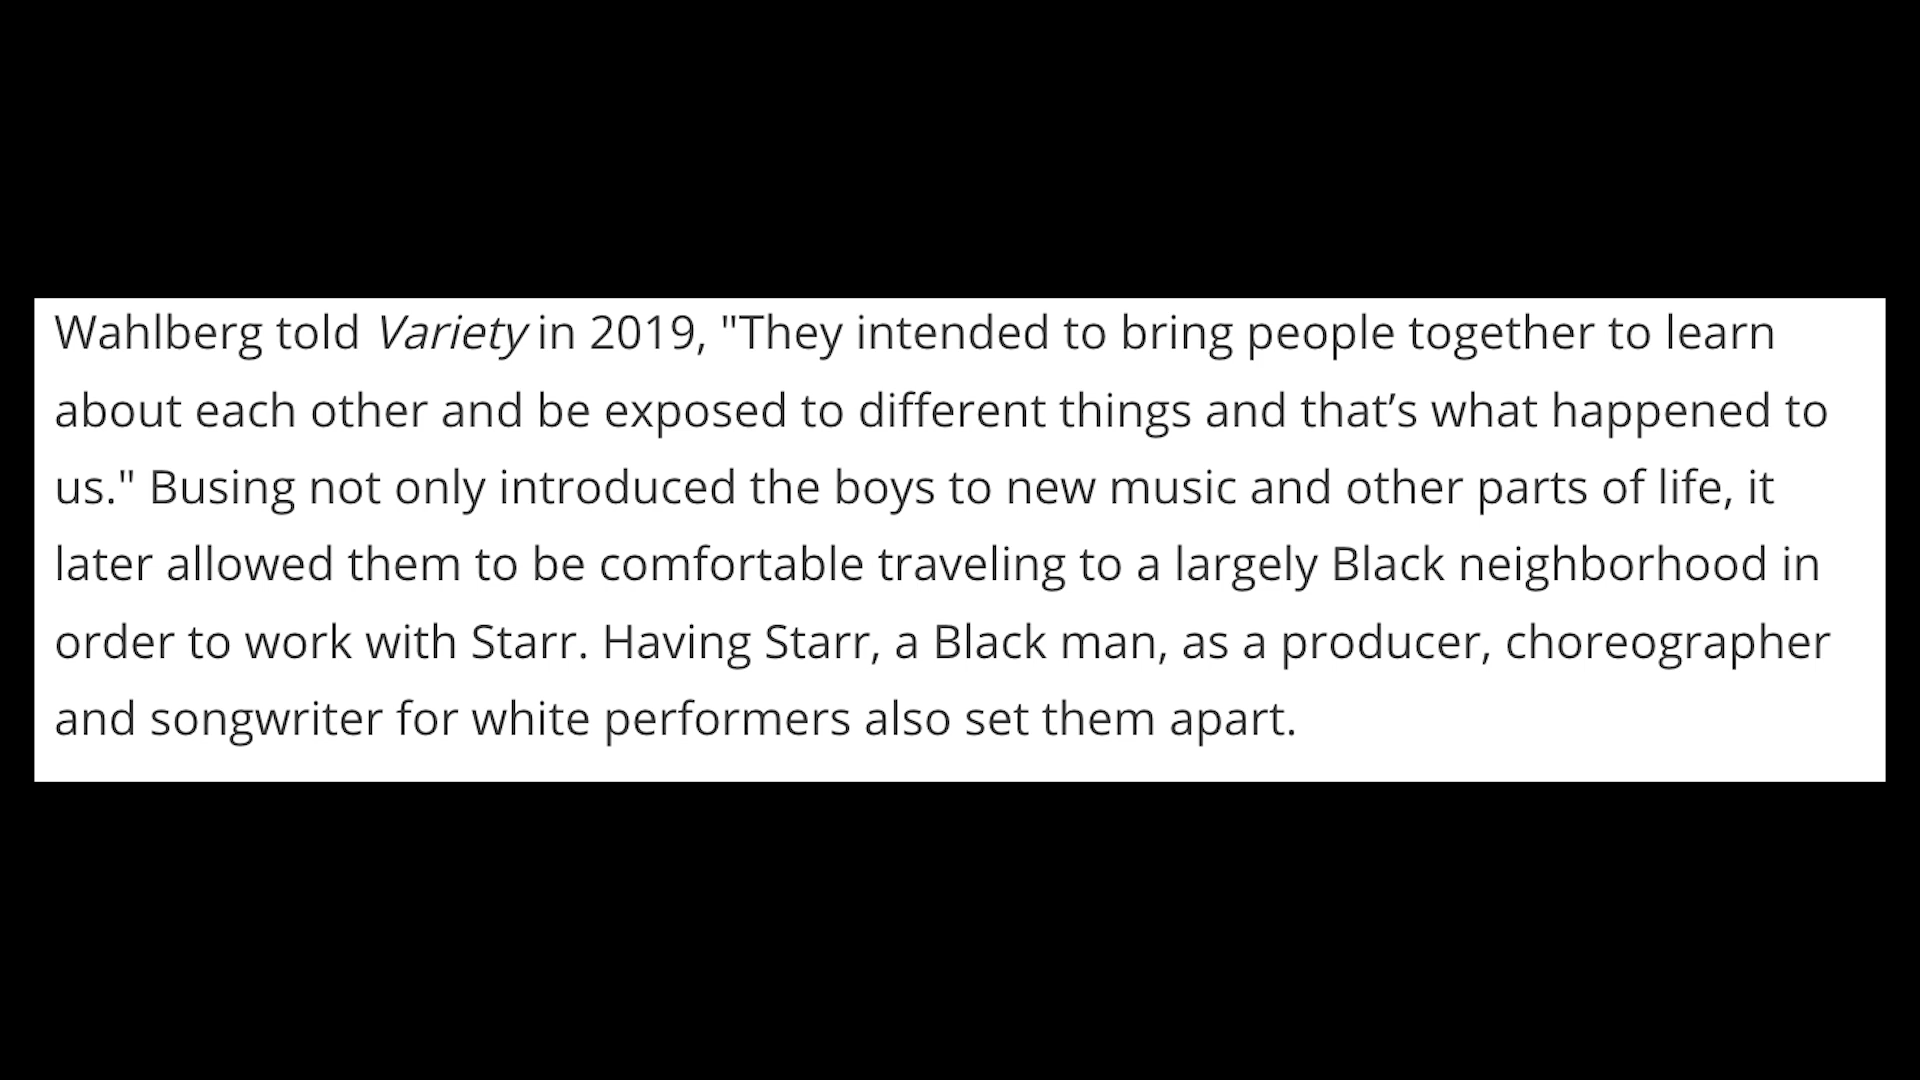 Wahlberg told Variety in 2019, "They intended to bring people together to learn
about each other and be exposed to different things and that’s what happened to
us." Busing not only introduced the boys to new music and other parts of life, it
later allowed them to be comfortable traveling to a largely Black neighborhood in
order to work with Starr. Having Starr, a Black man, as a producer, choreographer
and songwriter for white performers also set them apart.